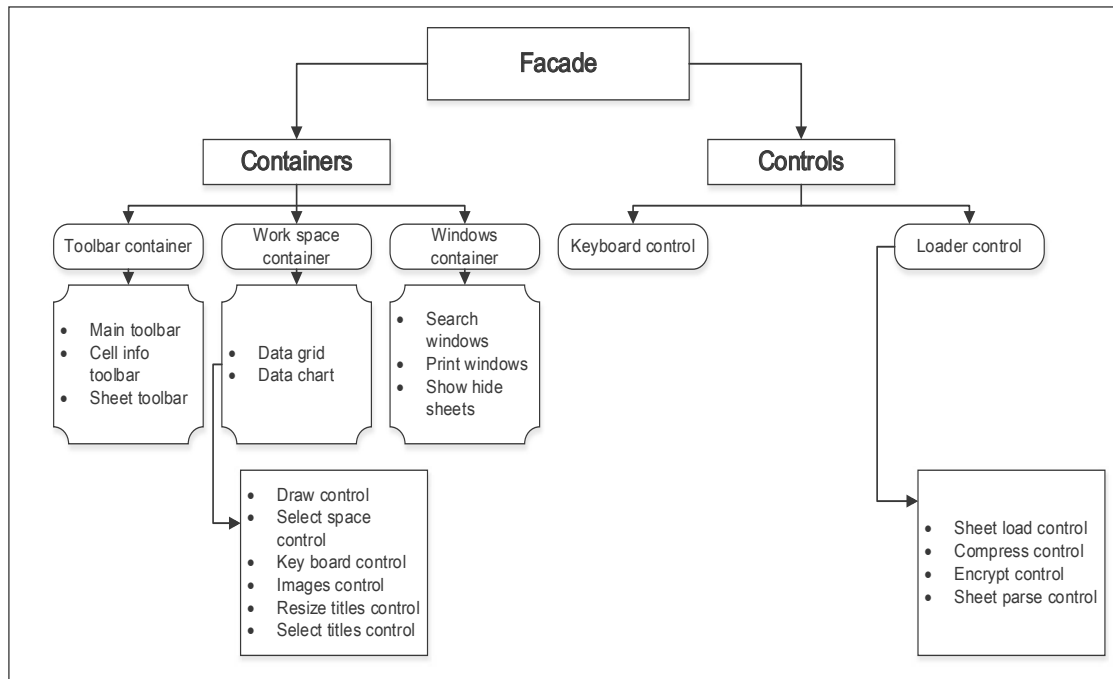 Facade
Containers
Controls
Toolbar container
Work space
container
Windows
container
Keyboard control
Loader control
• Main toolbar
• Cell info
toolbar
• Sheet toolbar
• Data grid
• Data chart
• Search
windows
• Print windows
• Show hide
sheets
• Draw control
• Select space
control
• Key board control
• Images control
• Resize titles control
• Select titles control
• Sheet load control
• Compress control
• Encrypt control
• Sheet parse control